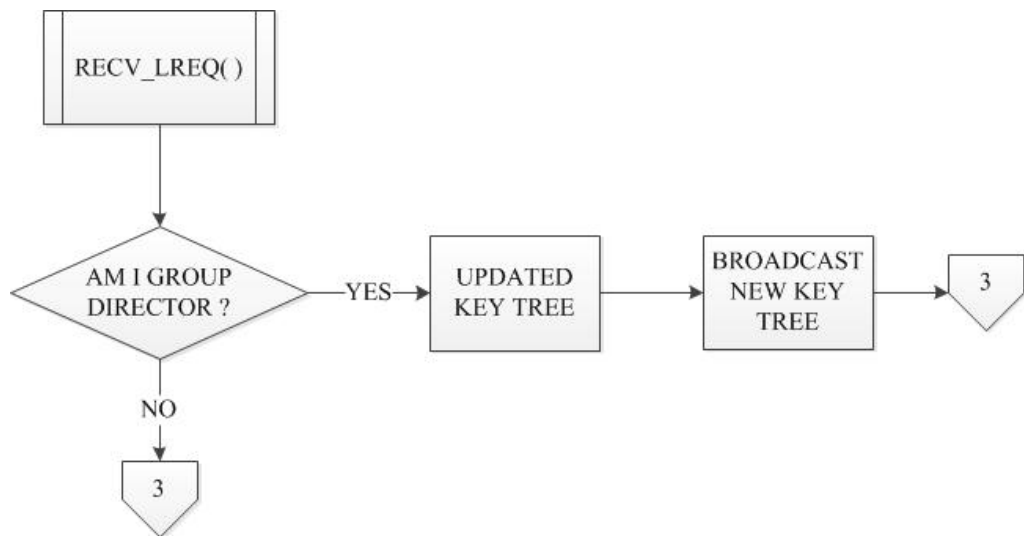 RECV_LREQ( )
AM I GROUP
DIRECTOR ?
YES
UPDATED
KEY TREE
BROADCAST
NEW KEY
TREE
3
NO
3